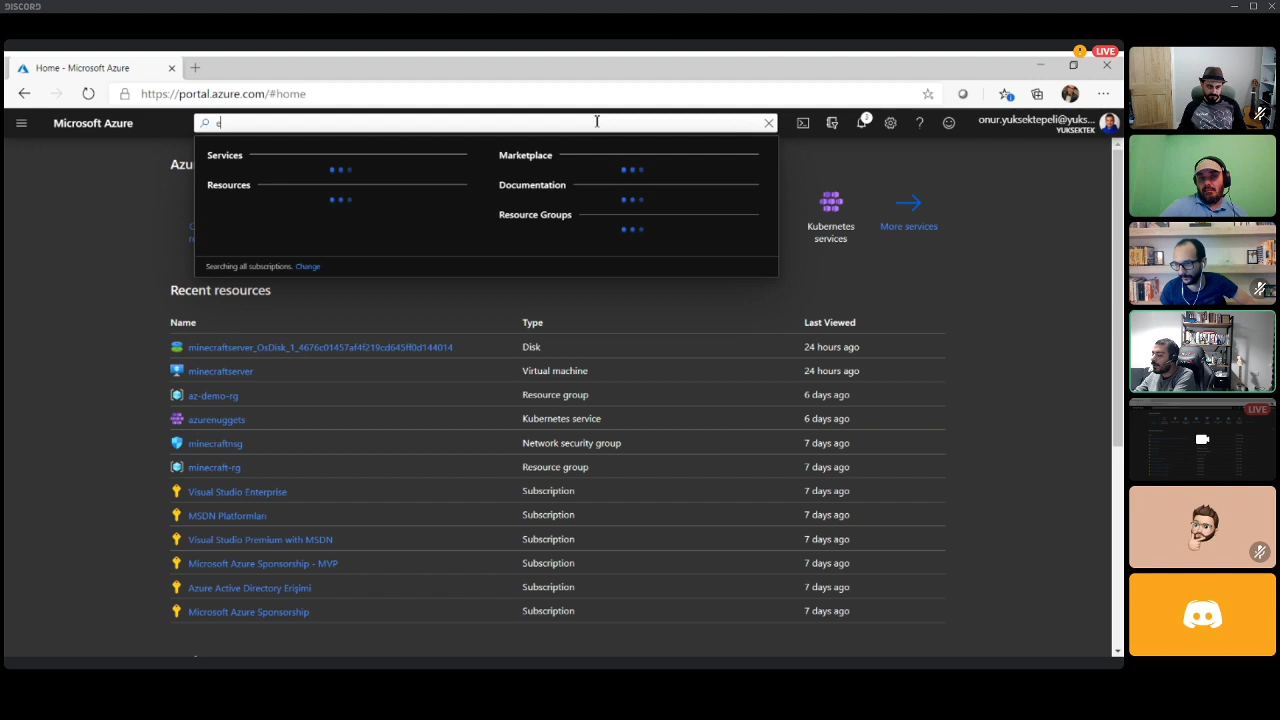 DISCORD
LIVE
Home - Microsoft Azure
https://portal.azure.com/#home
Microsoft Azure
2
onur.yuksektepeli@yuks...
YUKSEKTEK
Services
Marketplace
Resources
Documentation
Resource Groups
Searching all subscriptions. Change
Kubernetes services
More services
Recent resources
Name Type Last Viewed
minecraftserver_OsDisk_1_4676c01457af4f219cd645ff0d144014 Disk 24 hours ago
minecraftserver Virtual machine 24 hours ago
az-demo-rg Resource group 6 days ago
azurenuggets Kubernetes service 6 days ago
minecraftnsg Network security group 7 days ago
minecraft-rg Resource group 7 days ago
Visual Studio Enterprise Subscription 7 days ago
MSDN Platformları Subscription 7 days ago
Visual Studio Premium with MSDN Subscription 7 days ago
Microsoft Azure Sponsorship - MVP Subscription 7 days ago
Azure Active Directory Erişimi Subscription 7 days ago
Microsoft Azure Sponsorship Subscription 7 days ago
LIVE